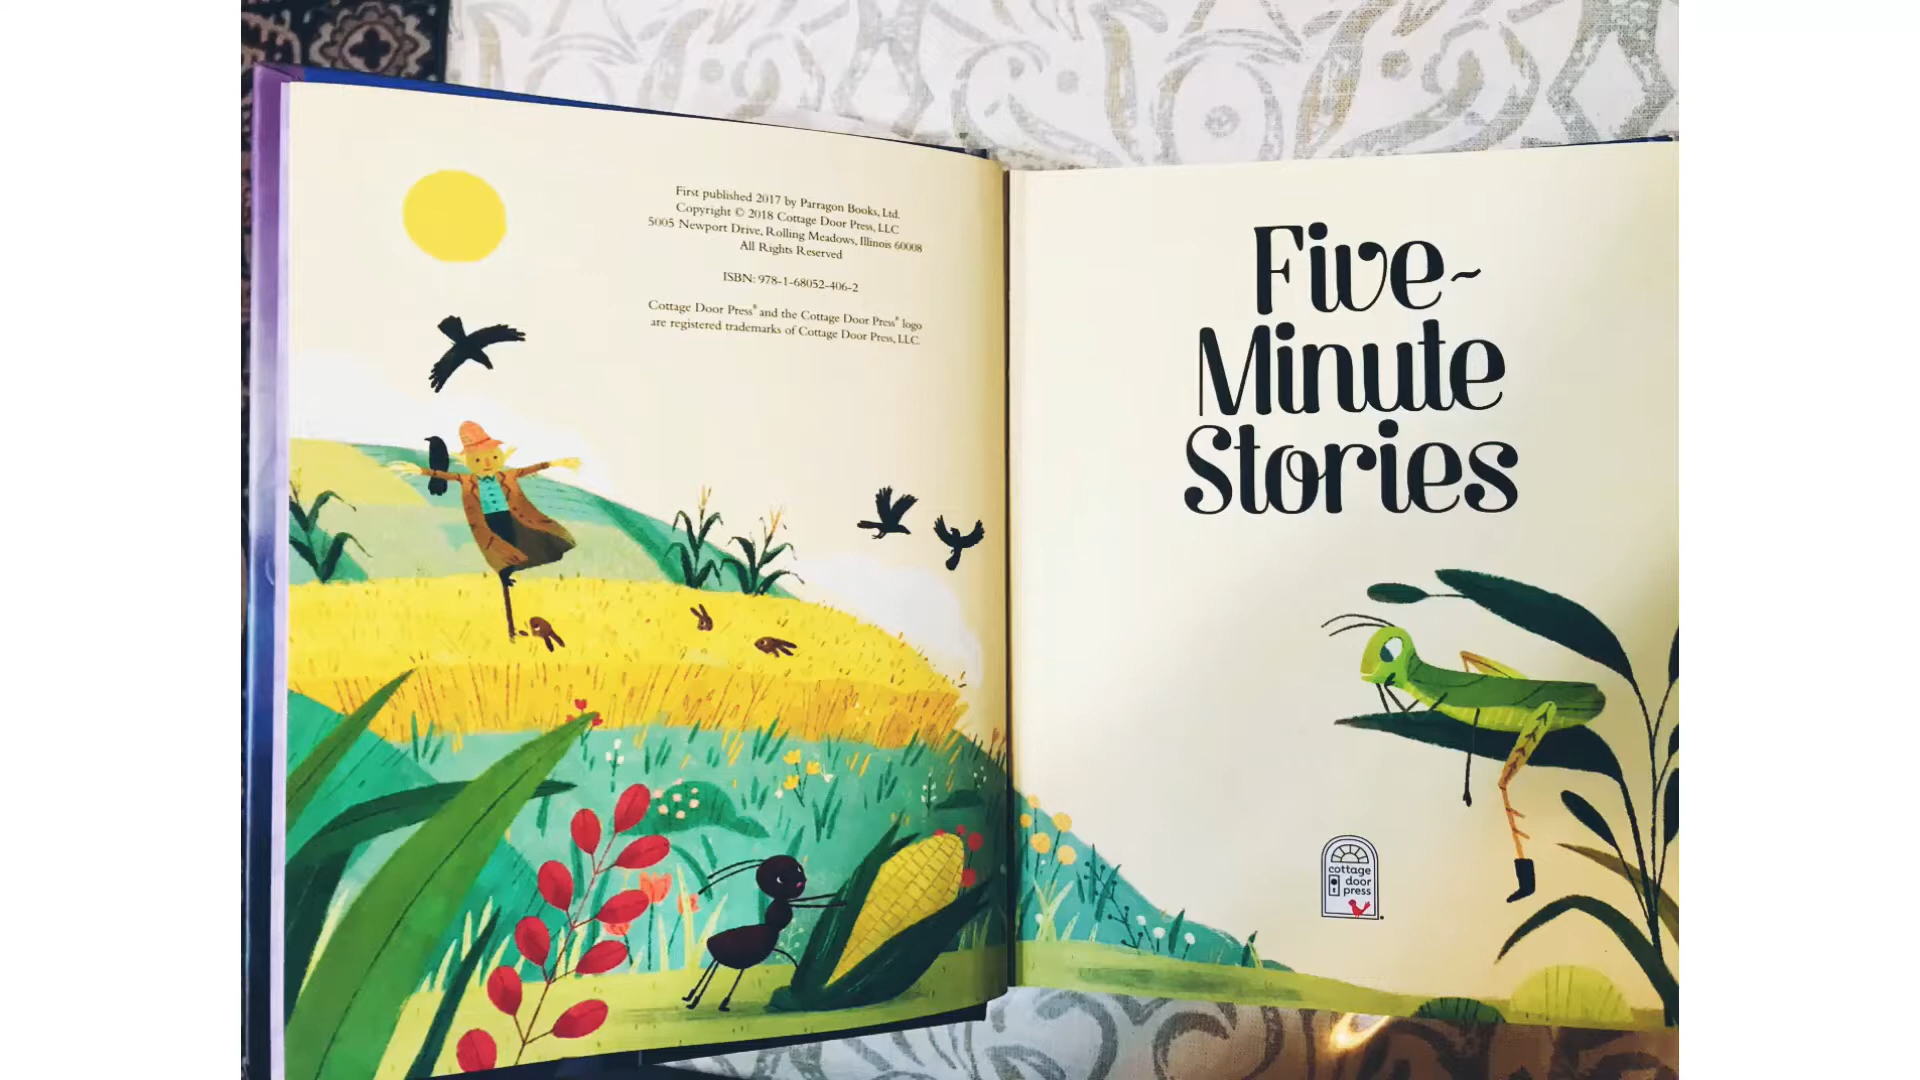 First published 2017 by Parragon Books, Ltd.
Copyright © 2018 Cottage Door Press, LLC
5005 Newport Drive, Rolling Meadows, Illinois 60008
All Rights Reserved
ISBN: 978-1-68052-406-2
Cottage Door Press® and the Cottage Door Press® logo
are registered trademarks of Cottage Door Press, LLC.
Five-
Minute
Stories
cottage
door
press